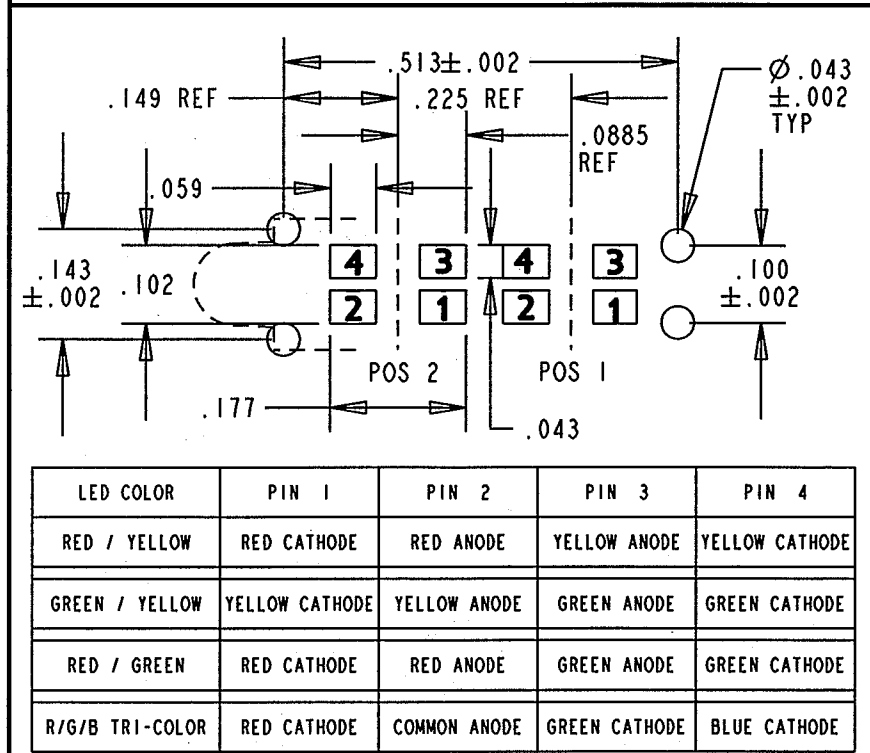 .513±.002
Ø.043
±.002
TYP
.149 REF
.225 REF
.0885
REF
.059
.143
±.002
.102
4 3 4 3
2 1 2 1
.100
±.002
POS 2
POS 1
.177
.043
LED COLOR PIN 1 PIN 2 PIN 3 PIN 4
RED / YELLOW RED CATHODE RED ANODE YELLOW ANODE YELLOW CATHODE
GREEN / YELLOW YELLOW CATHODE YELLOW ANODE GREEN ANODE GREEN CATHODE
RED / GREEN RED CATHODE RED ANODE GREEN ANODE GREEN CATHODE
R/G/B TRI-COLOR RED CATHODE COMMON ANODE GREEN CATHODE BLUE CATHODE